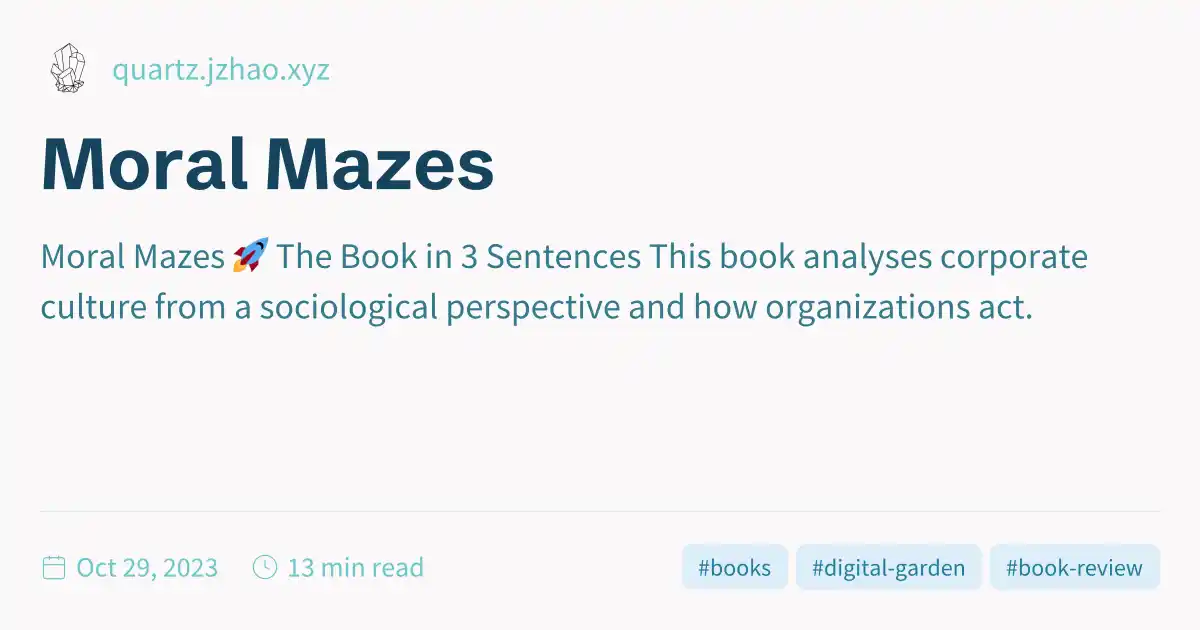 quartz.jzhao.xyz
Moral Mazes
Moral Mazes 🚀 The Book in 3 Sentences This book analyses corporate
culture from a sociological perspective and how organizations act.
Oct 29, 2023 13 min read #books #digital-garden #book-review